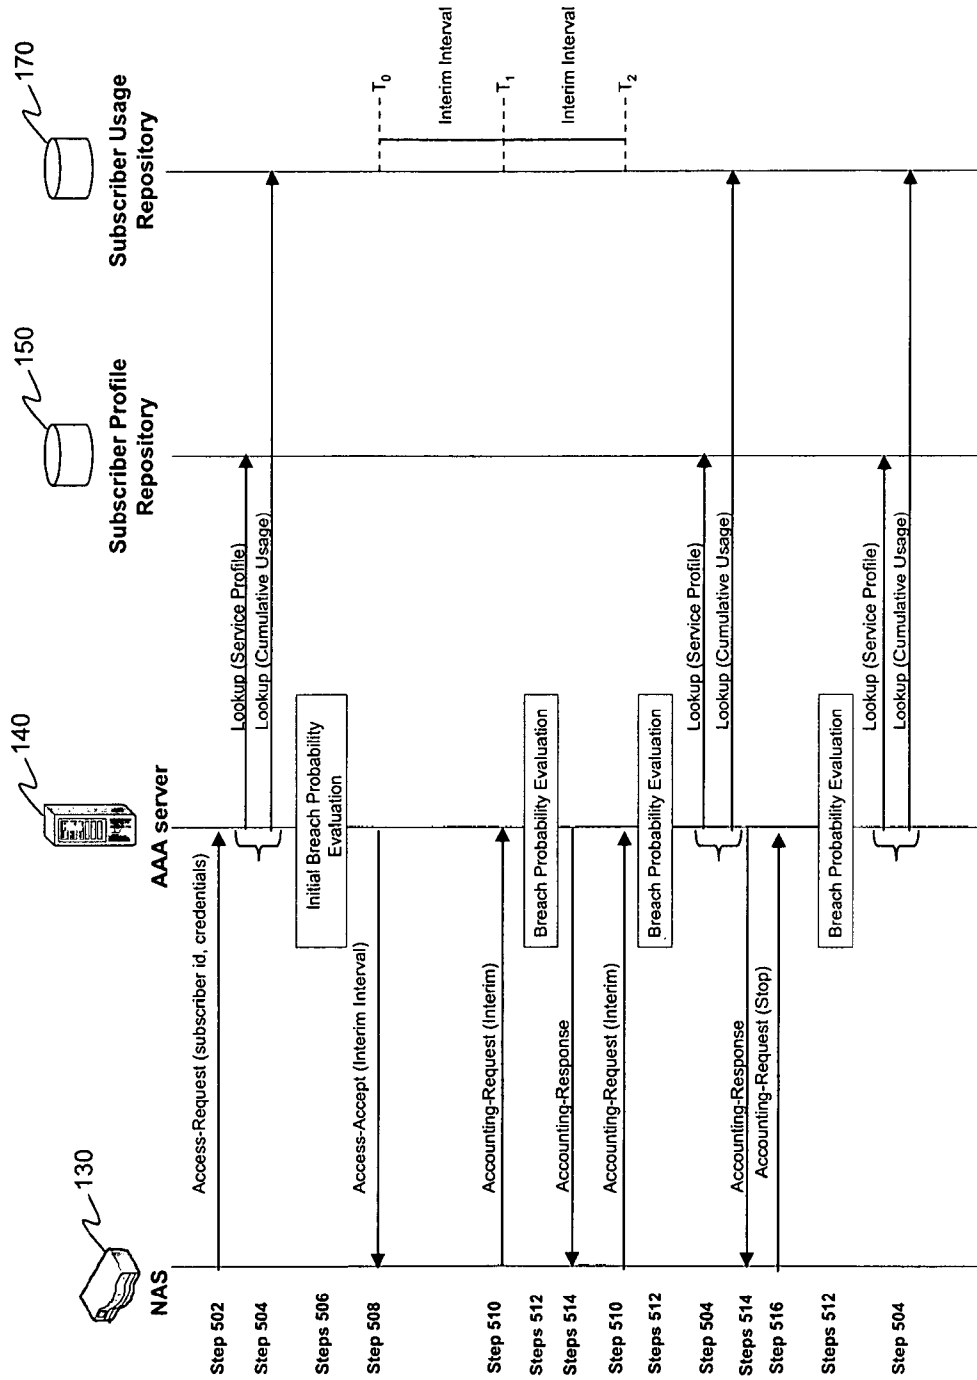 130
NAS
140
AAA server
150
Subscriber Profile
Repository
170
Subscriber Usage
Repository
Step 502
Access-Request (subscriber id, credentials)
Step 504
Lookup (Service Profile)
Lookup (Cumulative Usage)
Steps 506
Initial Breach Probability
Evaluation
Step 508
Access-Accept (Interim Interval)
T0
Interim Interval
Step 510
Accounting-Request (Interim)
T1
Steps 512
Breach Probability Evaluation
Interim Interval
Steps 514
Accounting-Response
Step 510
Accounting-Request (Interim)
T2
Step 512
Breach Probability Evaluation
Step 504
Lookup (Service Profile)
Lookup (Cumulative Usage)
Steps 514
Accounting-Response
Step 516
Accounting-Request (Stop)
Steps 512
Breach Probability Evaluation
Step 504
Lookup (Service Profile)
Lookup (Cumulative Usage)